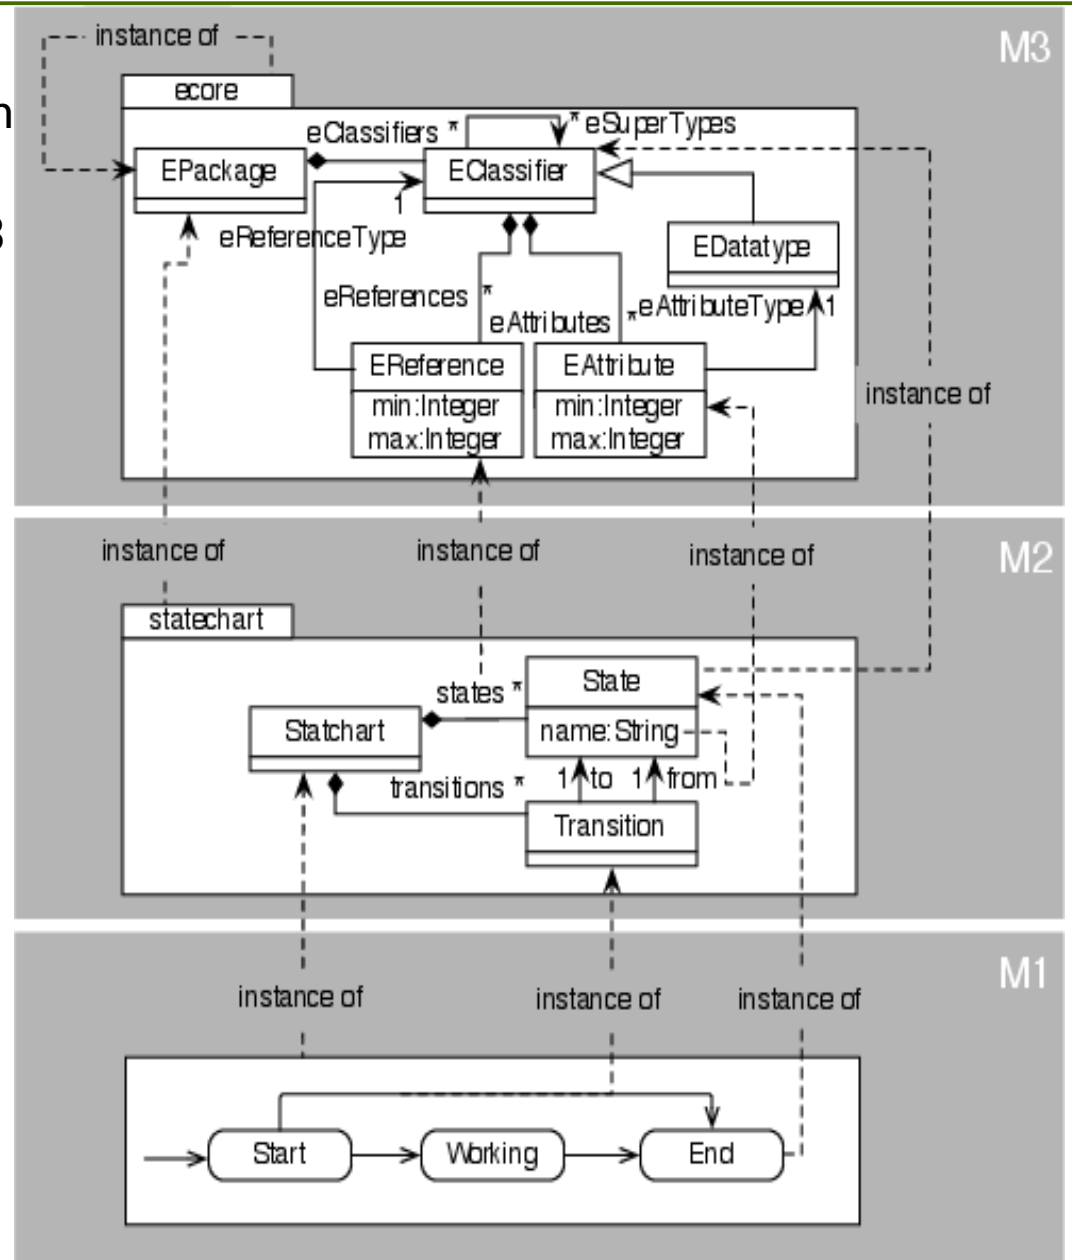 instance of
M3
ecore
n
eClassifiers *
* eSuperTypes
EPackage
EClassifier
1
eReferenceType
EDatatype
3
eReferences *
eAttributes *
eAttributeType 1
EReference
EAttribute
min:Integer
max:Integer
min:Integer
max:Integer
instance of
instance of
instance of
instance of
M2
statechart
State
states *
Statchart
name:String
transitions *
1 to
1 from
Transition
M1
instance of
instance of
instance of
Start
Working
End